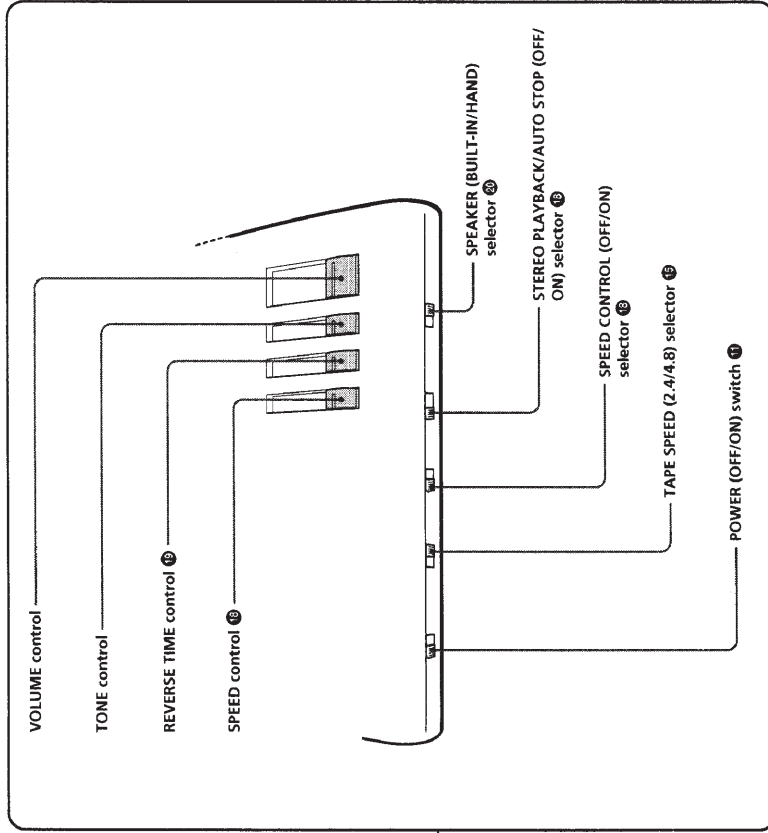 VOLUME control
TONE control
REVERSE TIME control ⓳
SPEED control ⓲
SPEAKER (BUILT-IN/HAND)
selector ⓴
STEREO PLAYBACK/AUTO STOP (OFF/
ON) selector ⓲
SPEED CONTROL (OFF/ON)
selector ⓲
TAPE SPEED (2.4/4.8) selector ⓯
POWER (OFF/ON) switch ⓫